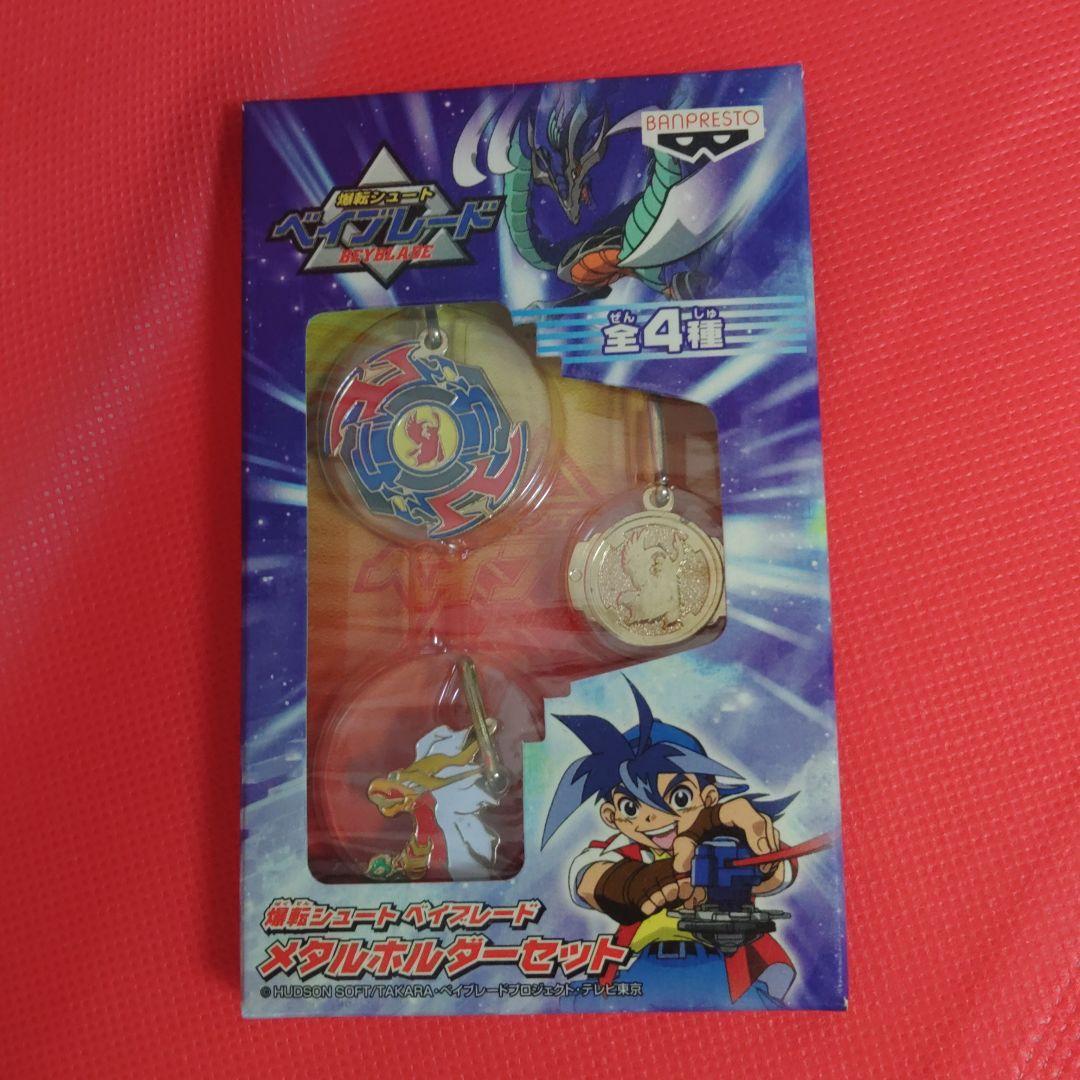 BANPRESTO
爆転シュート
ベイブレード
BEYBLADE
ぜん しゅ
全4種
ばくてん
爆転シュート ベイブレード
メタルホルダーセット
© HUDSON SOFT/TAKARA・ベイブレードプロジェクト・テレビ東京